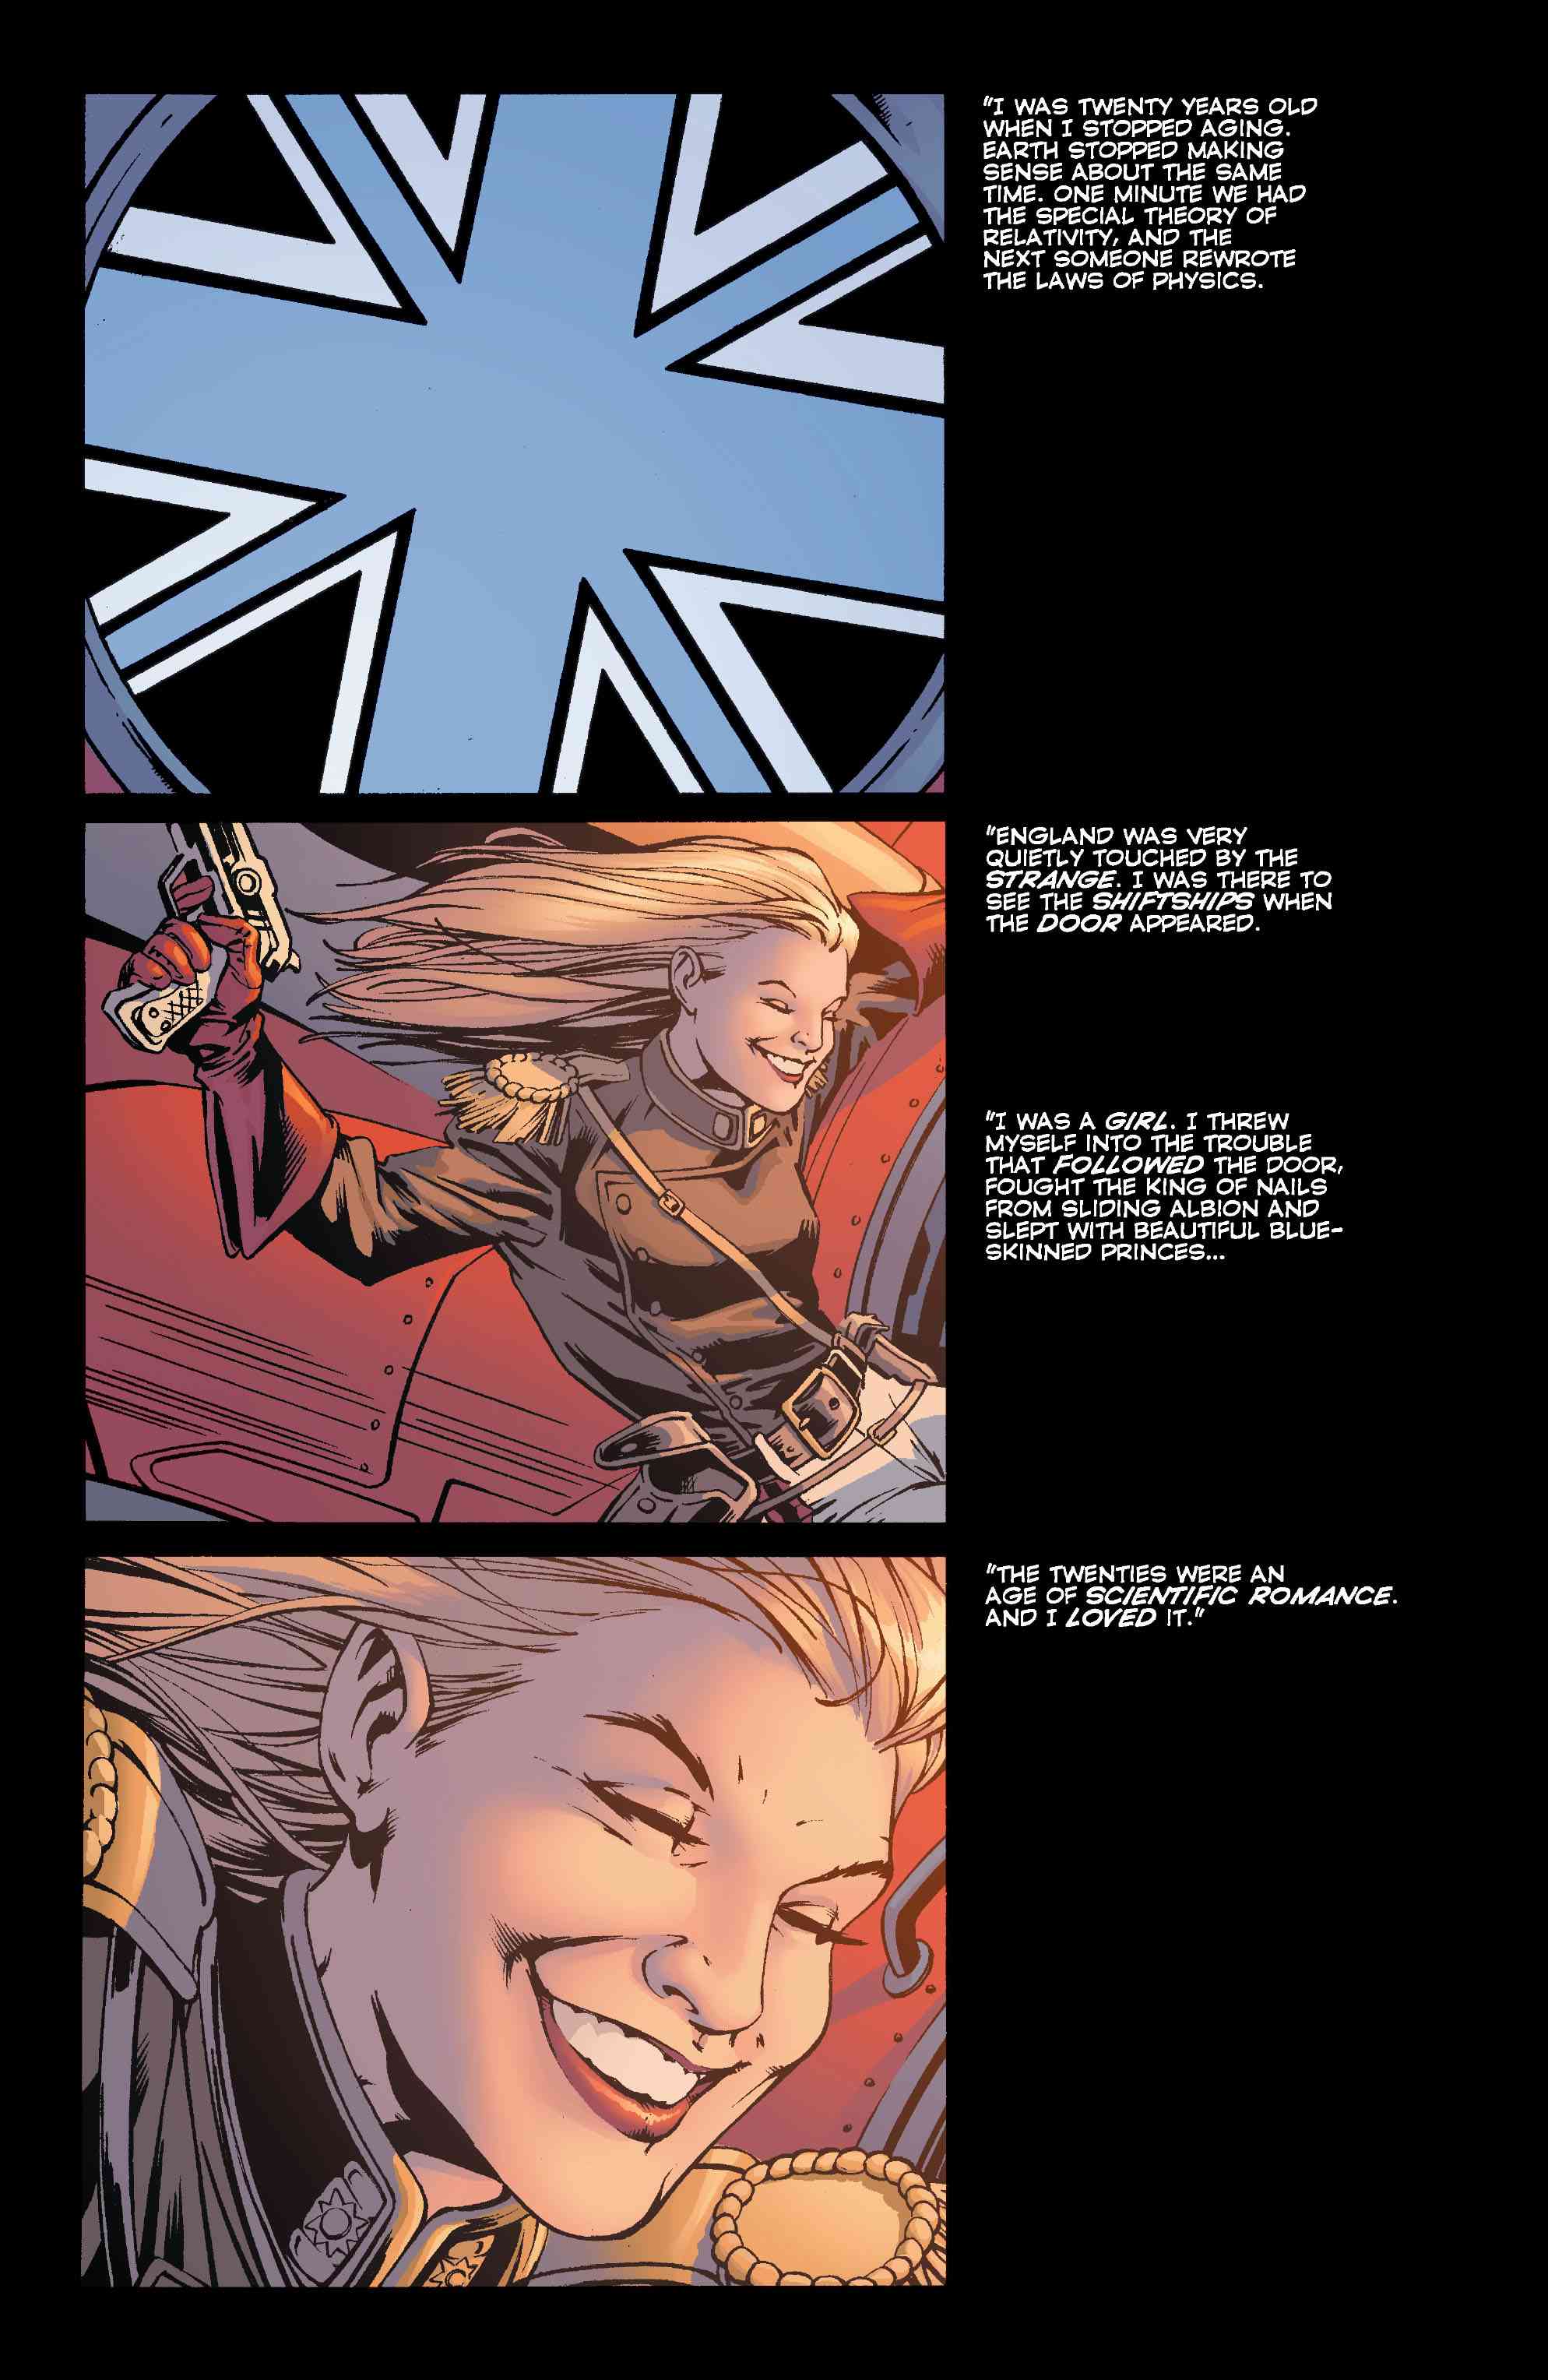 "I WAS TWENTY YEARS OLD
WHEN I STOPPED AGING.
EARTH STOPPED MAKING
SENSE ABOUT THE SAME
TIME. ONE MINUTE WE HAD
THE SPECIAL THEORY OF
RELATIVITY, AND THE
NEXT SOMEONE REWROTE
THE LAWS OF PHYSICS.
"ENGLAND WAS VERY
QUIETLY TOUCHED BY THE
STRANGE. I WAS THERE TO
SEE THE SHIFTSHIPS WHEN
THE DOOR APPEARED.
"I WAS A GIRL. I THREW
MYSELF INTO THE TROUBLE
THAT FOLLOWED THE DOOR,
FOUGHT THE KING OF NAILS
FROM SLIDING ALBION AND
SLEPT WITH BEAUTIFUL BLUE-
SKINNED PRINCES...
"THE TWENTIES WERE AN
AGE OF SCIENTIFIC ROMANCE.
AND I LOVED IT."